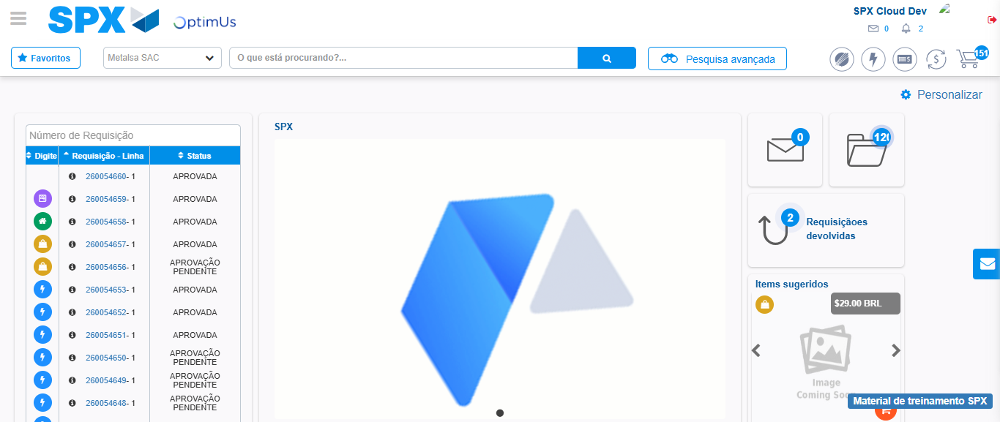 SPX OptimUs
SPX Cloud Dev
0 2
Favoritos
Metalsa SAC
O que está procurando?...
Pesquisa avançada
151
Personalizar
Número de Requisição
Digite Requisição - Linha Status
260054660- 1 APROVADA
260054659- 1 APROVADA
260054658- 1 APROVADA
260054657- 1 APROVADA
260054656- 1 APROVAÇÃO
PENDENTE
260054653- 1 APROVADA
260054652- 1 APROVADA
260054651- 1 APROVADA
260054650- 1 APROVAÇÃO
PENDENTE
260054649- 1 APROVAÇÃO
PENDENTE
260054648- 1 APROVAÇÃO
PENDENTE
SPX
0
2
Requisiçãoes
devolvidas
Items sugeridos
$29.00 BRL
Image
Coming
Material de treinamento SPX